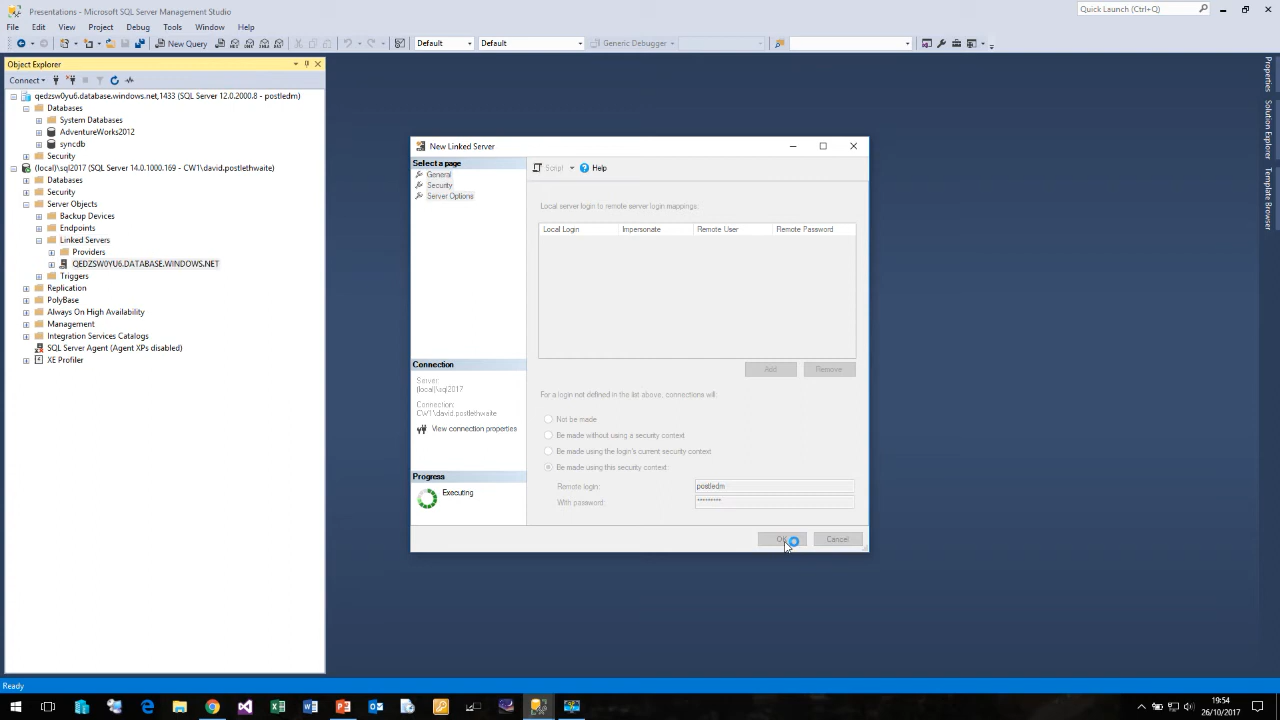 Presentations - Microsoft SQL Server Management Studio
Quick Launch (Ctrl+Q)
File Edit View Project Debug Tools Window Help
New Query Default Default Generic Debugger
Object Explorer
Connect
qedzsw0yu6.database.windows.net,1433 (SQL Server 12.0.2000.8 - postledm)
Databases
System Databases
AdventureWorks2012
syncdb
Security
(local)\sql2017 (SQL Server 14.0.1000.169 - CW1\david.postlethwaite)
Databases
Security
Server Objects
Backup Devices
Endpoints
Linked Servers
Providers
QEDZSW0YU6.DATABASE.WINDOWS.NET
Triggers
Replication
PolyBase
Always On High Availability
Management
Integration Services Catalogs
SQL Server Agent (Agent XPs disabled)
XE Profiler
New Linked Server
Select a page
General
Security
Server Options
Script Help
Local server login to remote server login mappings:
Local Login Impersonate Remote User Remote Password
Add Remove
Connection
Server:
(local)\sql2017
Connection:
CW1\david.postlethwaite
View connection properties
Progress
Executing
For a login not defined in the list above, connections will:
Not be made
Be made without using a security context
Be made using the login's current security context
Be made using this security context:
Remote login: postledm
With password: *********
OK Cancel
Properties
Solution Explorer
Template Browser
Ready
19:54
26/10/2017